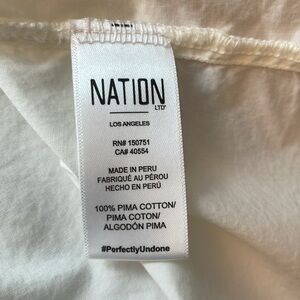 NATION
LTD
LOS ANGELES
RN# 150751
CA# 40554
MADE IN PERU
FABRIQUÉ AU PÉROU
HECHO EN PERÚ
100% PIMA COTTON/
PIMA COTON/
ALGODÓN PIMA
#PerfectlyUndone